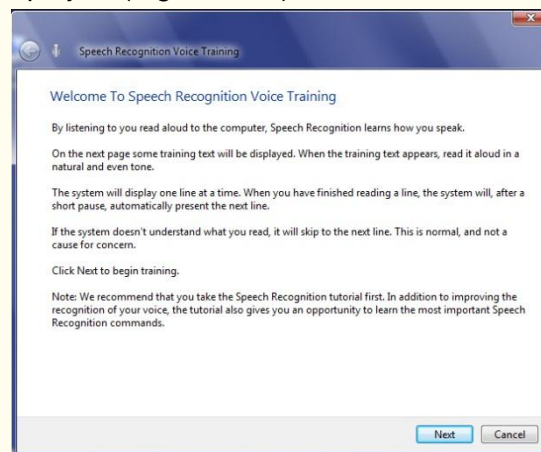 Speech Recognition Voice Training
Welcome To Speech Recognition Voice Training
By listening to you read aloud to the computer, Speech Recognition learns how you speak.
On the next page some training text will be displayed. When the training text appears, read it aloud in a
natural and even tone.
The system will display one line at a time. When you have finished reading a line, the system will, after a
short pause, automatically present the next line.
If the system doesn't understand what you read, it will skip to the next line. This is normal, and not a
cause for concern.
Click Next to begin training.
Note: We recommend that you take the Speech Recognition tutorial first. In addition to improving the
recognition of your voice, the tutorial also gives you an opportunity to learn the most important Speech
Recognition commands.
Next Cancel